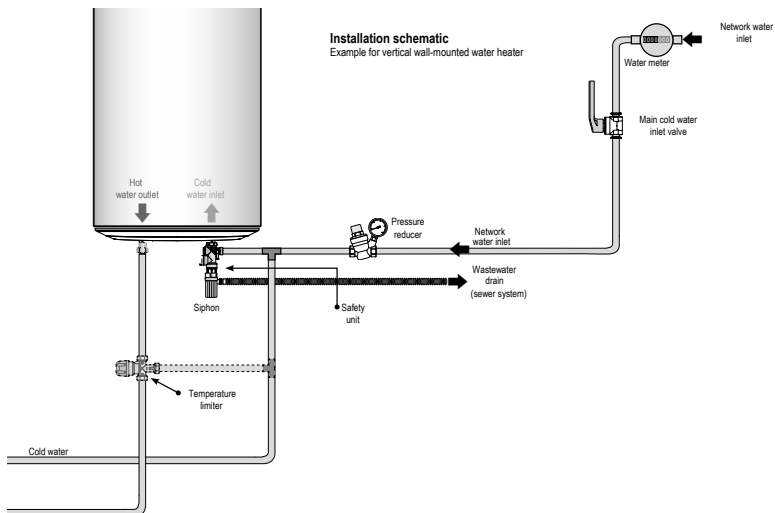 Installation schematic
Example for vertical wall-mounted water heater
Network water
inlet
Water meter
Main cold water
inlet valve
Hot
water outlet
Cold
water inlet
Pressure
reducer
Network
water inlet
Wastewater
drain
(sewer system)
Siphon
Safety
unit
Temperature
limiter
Cold water